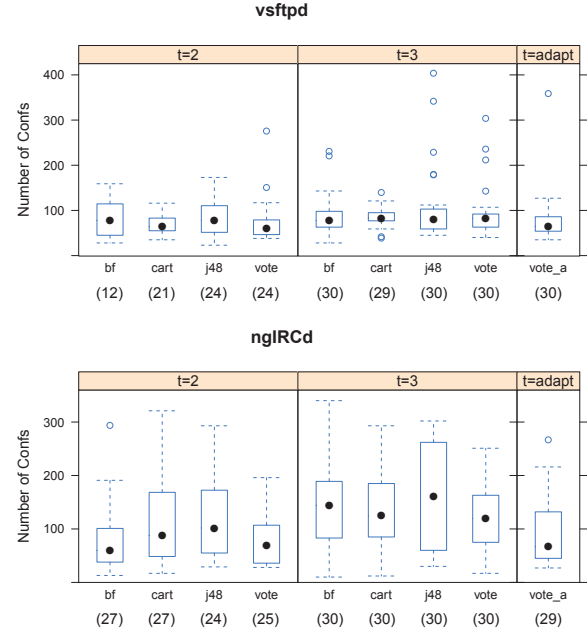 vsftpd
t=2 t=3 t=adapt
Number of Confs
400
300
200
100
bf cart j48 vote bf cart j48 vote vote_a
(12) (21) (24) (24) (30) (29) (30) (30) (30)
ngIRCd
t=2 t=3 t=adapt
Number of Confs
300
200
100
bf cart j48 vote bf cart j48 vote vote_a
(27) (27) (24) (25) (30) (30) (30) (30) (29)